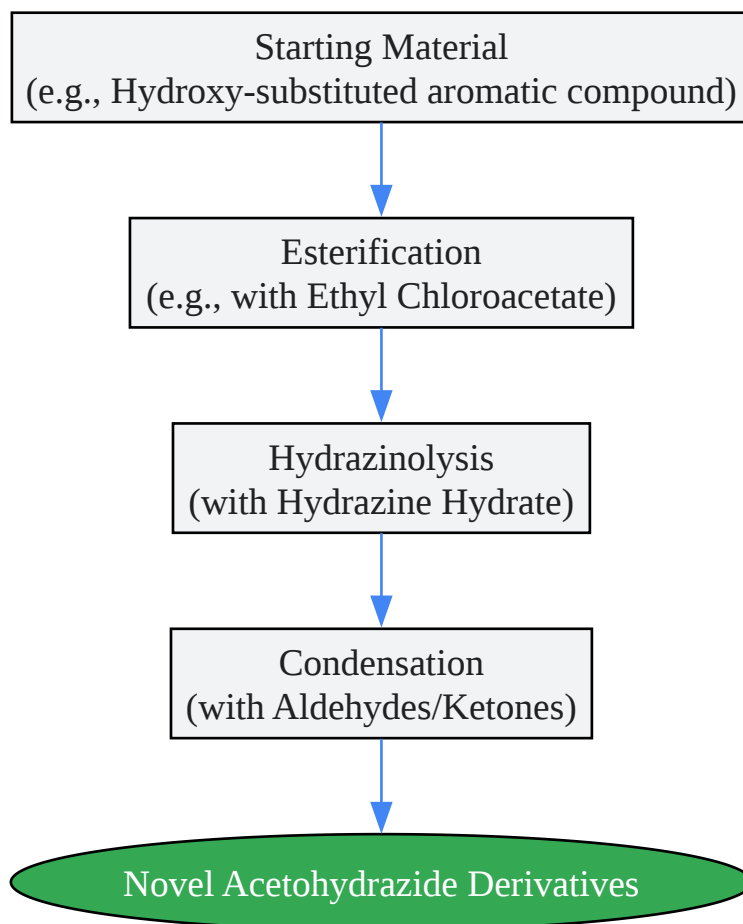 Starting Material
(e.g., Hydroxy-substituted aromatic compound)
Esterification
(e.g., with Ethyl Chloroacetate)
Hydrazinolysis
(with Hydrazine Hydrate)
Condensation
(with Aldehydes/Ketones)
Novel Acetohydrazide Derivatives